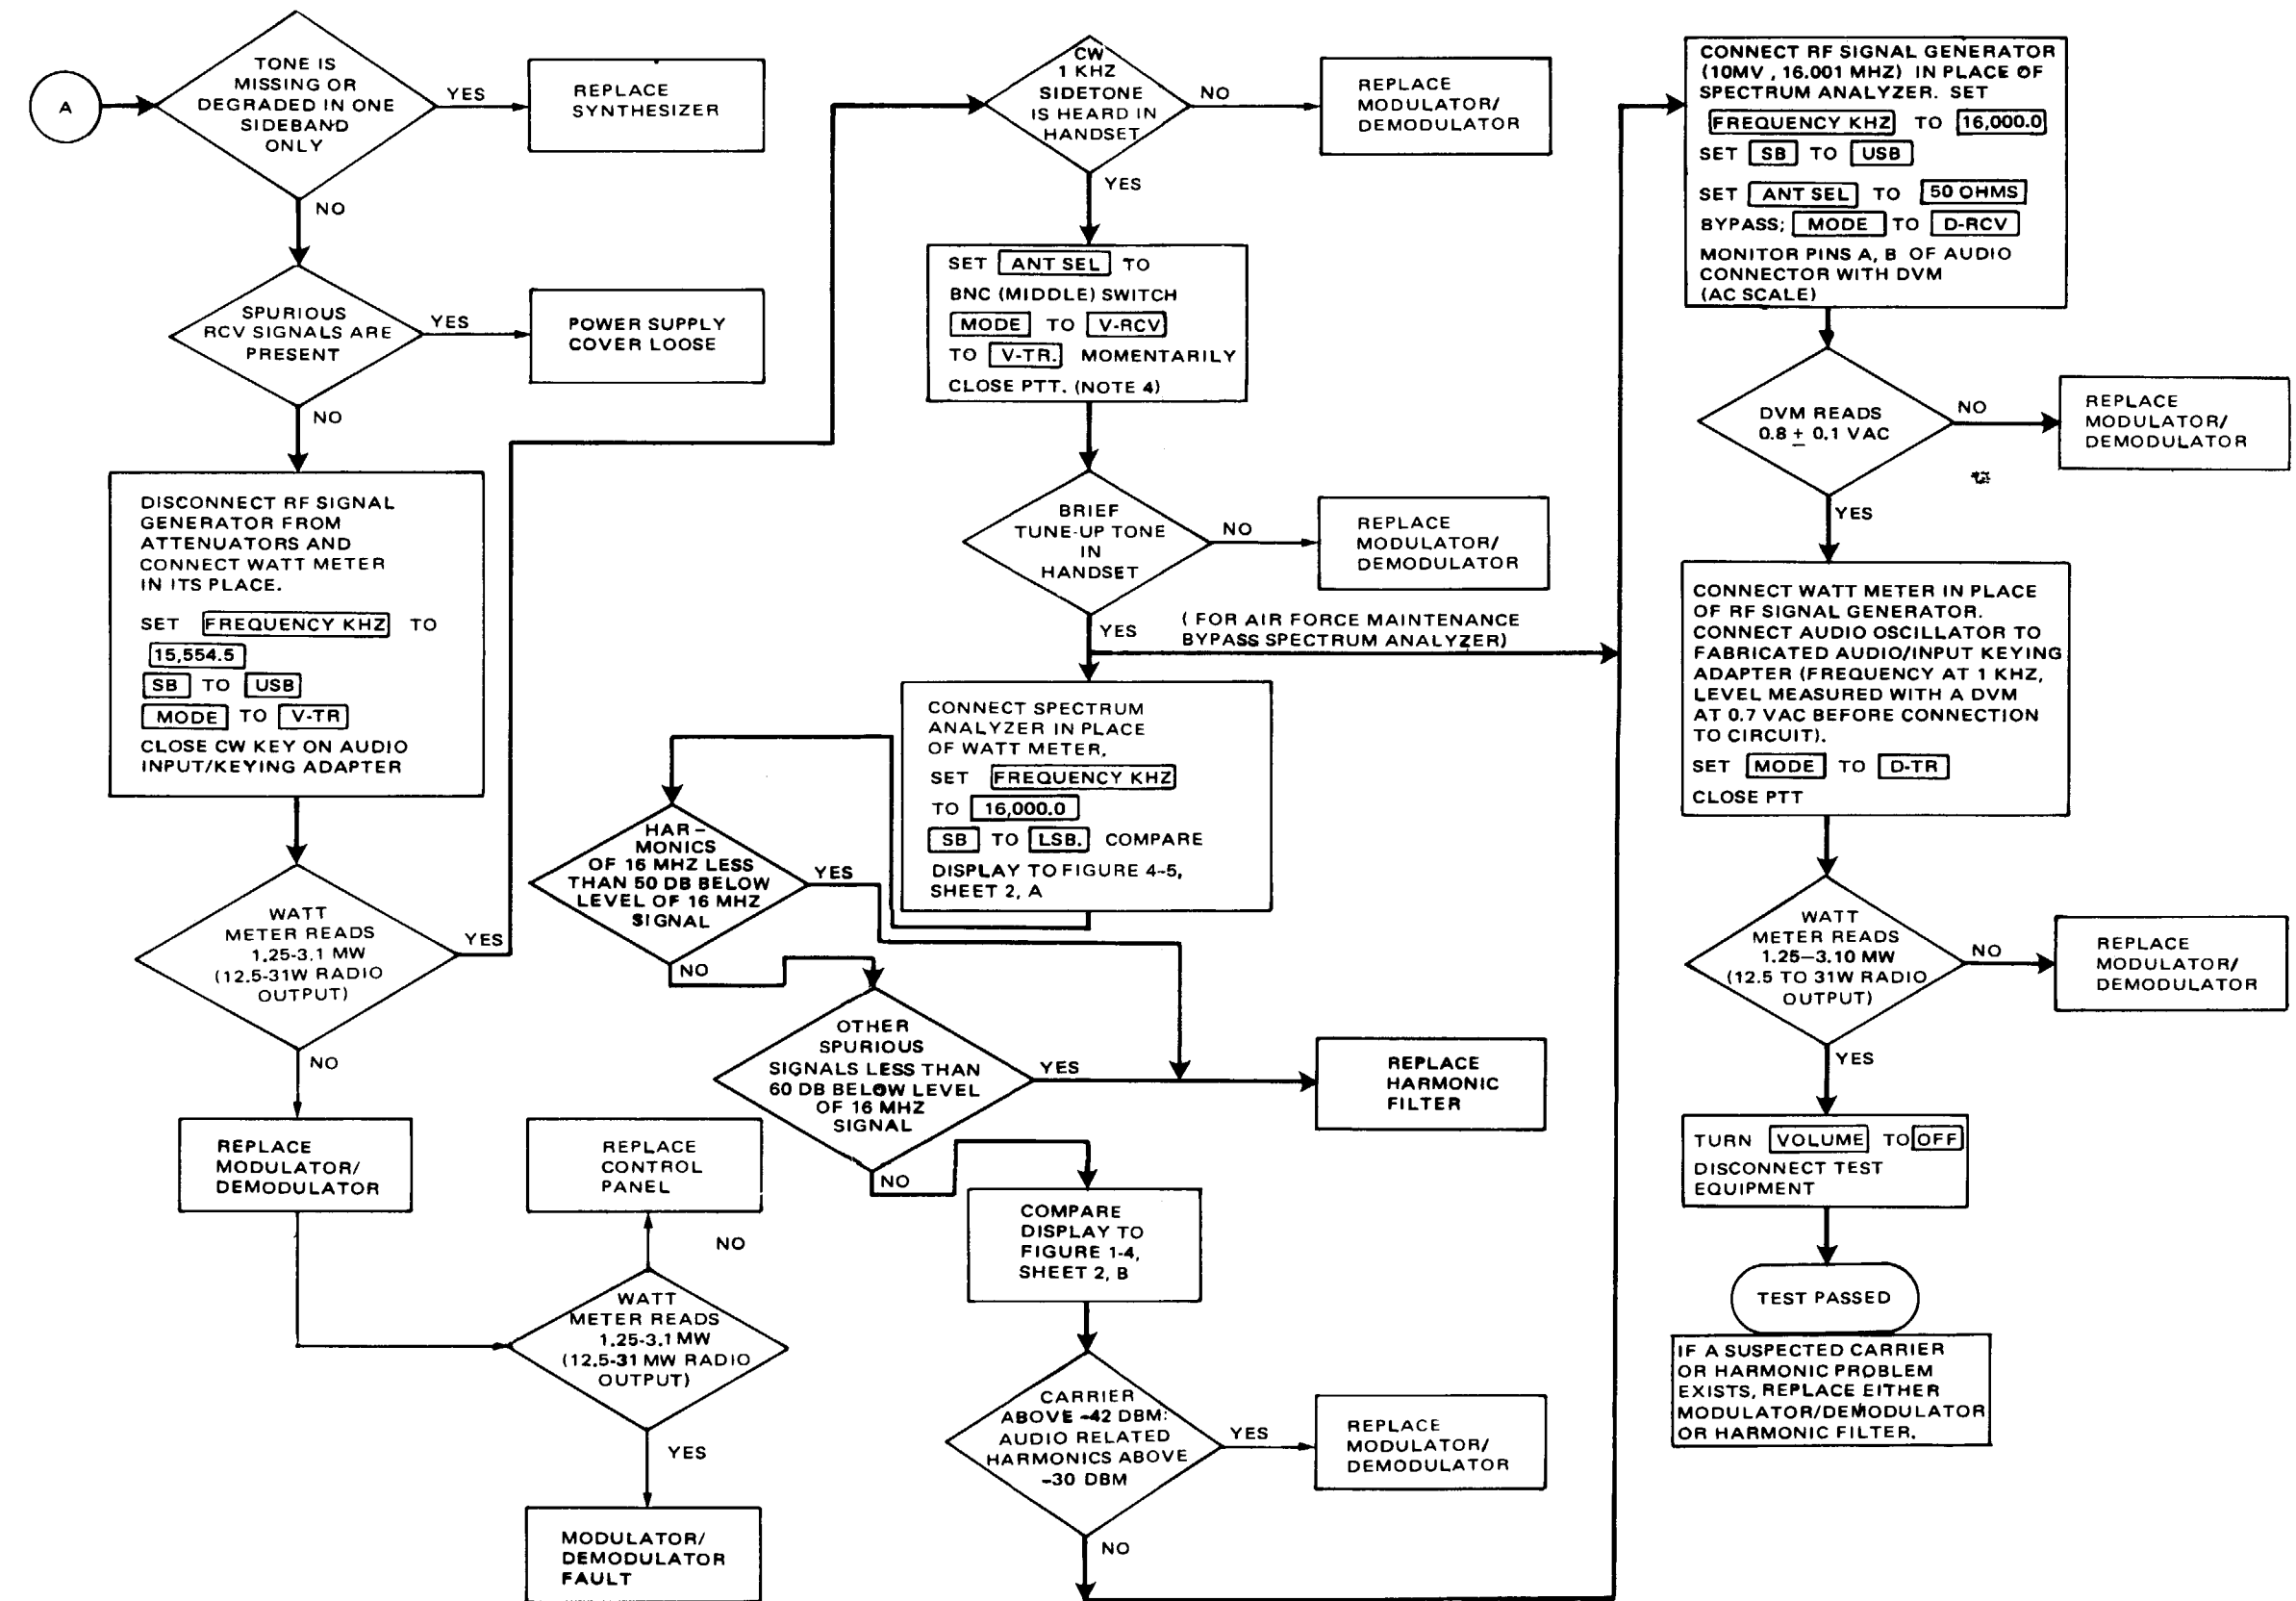 A
TONE IS
MISSING OR
DEGRADED IN ONE
SIDEBAND
ONLY
YES
REPLACE
SYNTHESIZER
NO
SPURIOUS
RCV SIGNALS ARE
PRESENT
YES
POWER SUPPLY
COVER LOOSE
NO
DISCONNECT RF SIGNAL
GENERATOR FROM
ATTENUATORS AND
CONNECT WATT METER
IN ITS PLACE.
SET FREQUENCY KHZ TO
15,554.5
SB TO USB
MODE TO V-TR
CLOSE CW KEY ON AUDIO
INPUT/KEYING ADAPTER
WATT
METER READS
1.25-3.1 MW
(12.5-31W RADIO
OUTPUT)
YES
NO
REPLACE
MODULATOR/
DEMODULATOR
REPLACE
CONTROL
PANEL
NO
WATT
METER READS
1.25-3.1 MW
(12.5-31 MW RADIO
OUTPUT)
YES
MODULATOR/
DEMODULATOR
FAULT
CW
1 KHZ
SIDETONE
IS HEARD IN
HANDSET
NO
REPLACE
MODULATOR/
DEMODULATOR
YES
SET ANT SEL TO
BNC (MIDDLE) SWITCH
MODE TO V-RCV
TO V-TR. MOMENTARILY
CLOSE PTT. (NOTE 4)
BRIEF
TUNE-UP TONE
IN
HANDSET
NO
REPLACE
MODULATOR/
DEMODULATOR
YES
( FOR AIR FORCE MAINTENANCE
BYPASS SPECTRUM ANALYZER)
CONNECT SPECTRUM
ANALYZER IN PLACE
OF WATT METER.
SET FREQUENCY KHZ
TO 16,000.0
SB TO LSB. COMPARE
DISPLAY TO FIGURE 4-5,
SHEET 2, A
HAR-
MONICS
OF 16 MHZ LESS
THAN 50 DB BELOW
LEVEL OF 16 MHZ
SIGNAL
YES
NO
OTHER
SPURIOUS
SIGNALS LESS THAN
60 DB BELOW LEVEL
OF 16 MHZ
SIGNAL
YES
REPLACE
HARMONIC
FILTER
NO
COMPARE
DISPLAY TO
FIGURE 1-4,
SHEET 2, B
CARRIER
ABOVE -42 DBM:
AUDIO RELATED
HARMONICS ABOVE
-30 DBM
YES
REPLACE
MODULATOR/
DEMODULATOR
NO
CONNECT RF SIGNAL GENERATOR
(10MV , 16.001 MHZ) IN PLACE OF
SPECTRUM ANALYZER. SET
FREQUENCY KHZ TO 16,000.0
SET SB TO USB
SET ANT SEL TO 50 OHMS
BYPASS; MODE TO D-RCV
MONITOR PINS A, B OF AUDIO
CONNECTOR WITH DVM
(AC SCALE)
DVM READS
0.8 ± 0.1 VAC
NO
REPLACE
MODULATOR/
DEMODULATOR
YES
CONNECT WATT METER IN PLACE
OF RF SIGNAL GENERATOR.
CONNECT AUDIO OSCILLATOR TO
FABRICATED AUDIO/INPUT KEYING
ADAPTER (FREQUENCY AT 1 KHZ,
LEVEL MEASURED WITH A DVM
AT 0.7 VAC BEFORE CONNECTION
TO CIRCUIT).
SET MODE TO D-TR
CLOSE PTT
WATT
METER READS
1.25-3.10 MW
(12.5 TO 31W RADIO
OUTPUT)
NO
REPLACE
MODULATOR/
DEMODULATOR
YES
TURN VOLUME TO OFF
DISCONNECT TEST
EQUIPMENT
TEST PASSED
IF A SUSPECTED CARRIER
OR HARMONIC PROBLEM
EXISTS, REPLACE EITHER
MODULATOR/DEMODULATOR
OR HARMONIC FILTER.